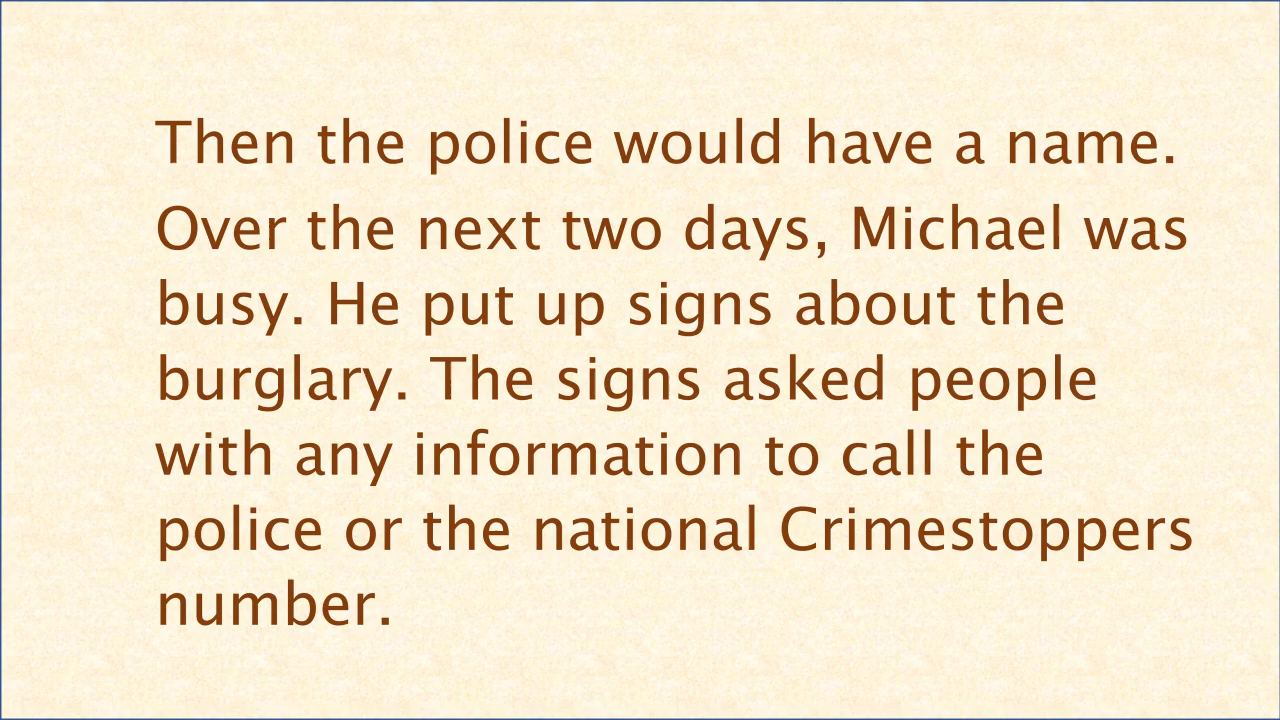 Then the police would have a name.
Over the next two days, Michael was
busy. He put up signs about the
burglary. The signs asked people
with any information to call the
police or the national Crimestoppers
number.